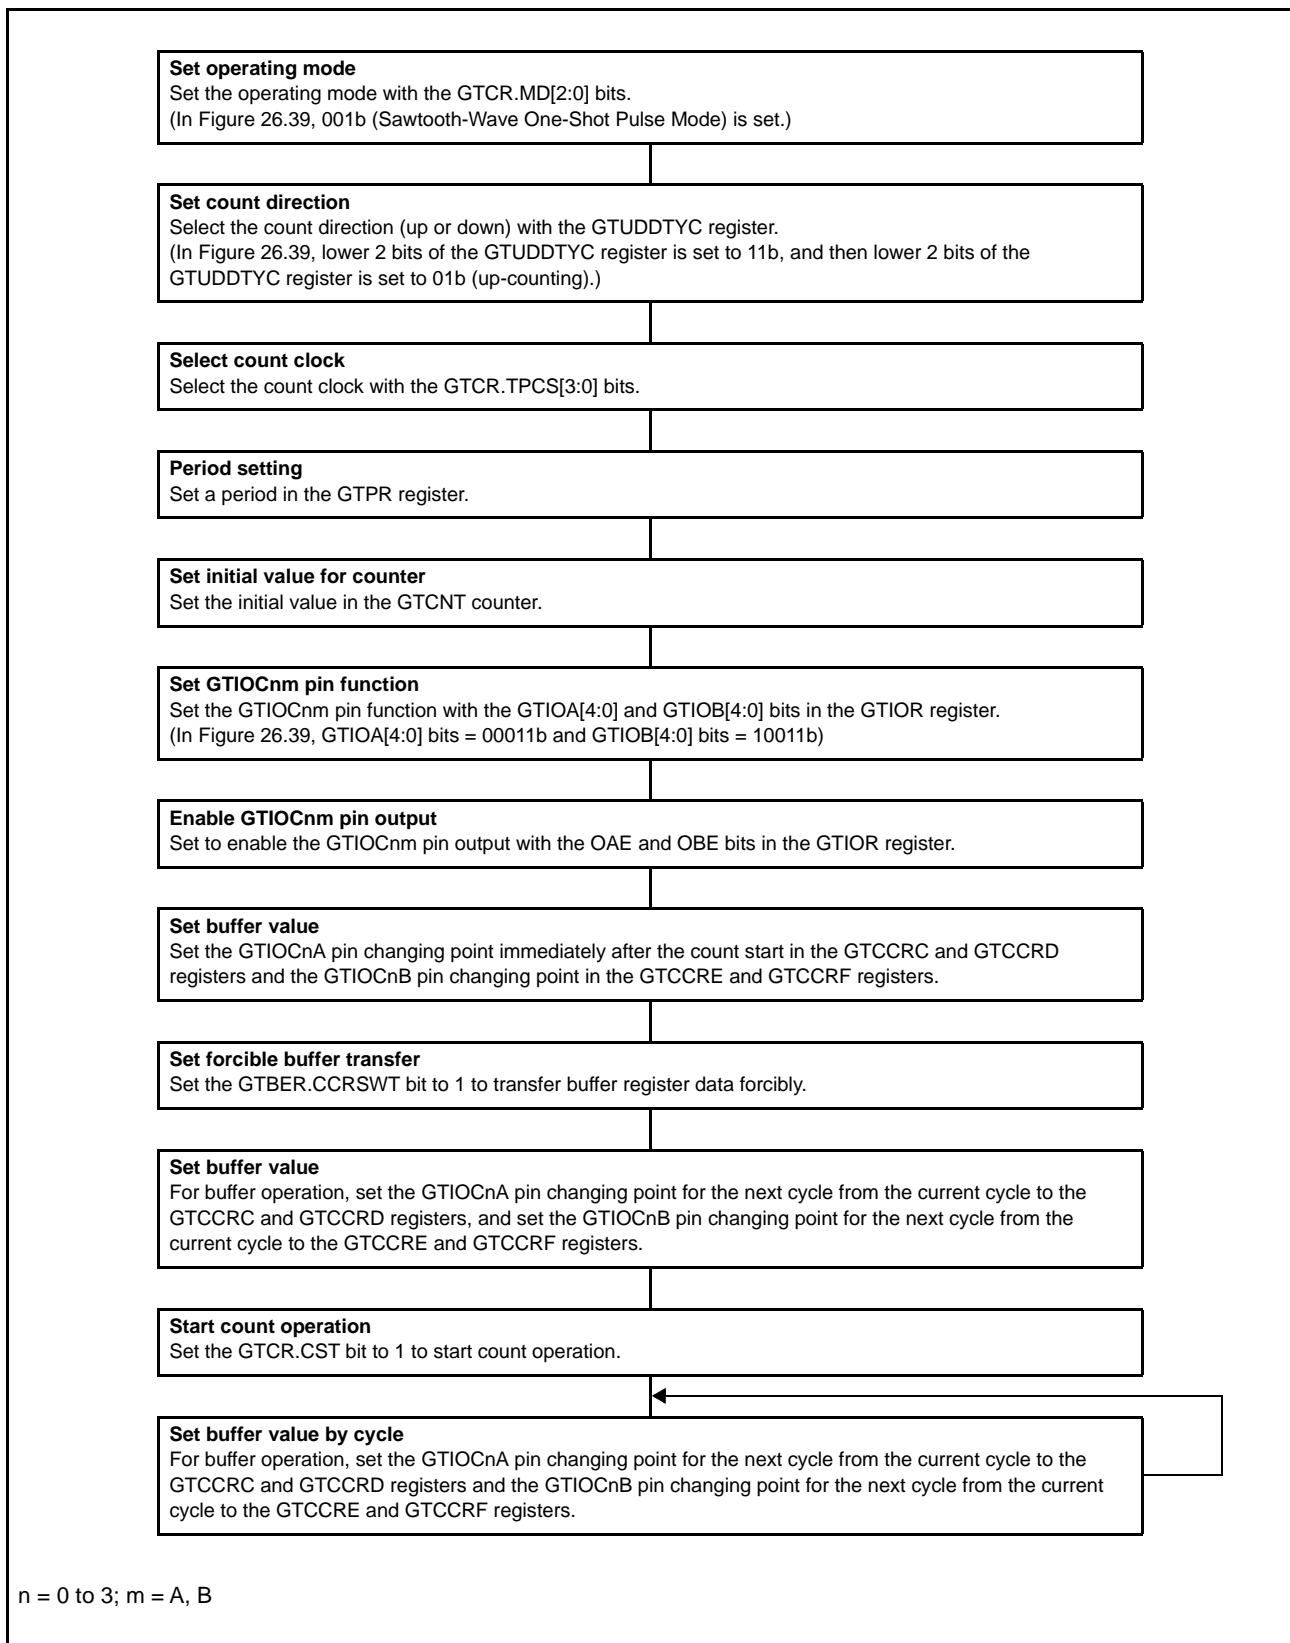 Set operating mode
Set the operating mode with the GTCR.MD[2:0] bits.
(In Figure 26.39, 001b (Sawtooth-Wave One-Shot Pulse Mode) is set.)
Set count direction
Select the count direction (up or down) with the GTUDDTYC register.
(In Figure 26.39, lower 2 bits of the GTUDDTYC register is set to 11b, and then lower 2 bits of the
GTUDDTYC register is set to 01b (up-counting).)
Select count clock
Select the count clock with the GTCR.TPCS[3:0] bits.
Period setting
Set a period in the GTPR register.
Set initial value for counter
Set the initial value in the GTCNT counter.
Set GTIOCnm pin function
Set the GTIOCnm pin function with the GTIOA[4:0] and GTIOB[4:0] bits in the GTIOR register.
(In Figure 26.39, GTIOA[4:0] bits = 00011b and GTIOB[4:0] bits = 10011b)
Enable GTIOCnm pin output
Set to enable the GTIOCnm pin output with the OAE and OBE bits in the GTIOR register.
Set buffer value
Set the GTIOCnA pin changing point immediately after the count start in the GTCCRC and GTCCRD
registers and the GTIOCnB pin changing point in the GTCCRE and GTCCRF registers.
Set forcible buffer transfer
Set the GTBER.CCRSWT bit to 1 to transfer buffer register data forcibly.
Set buffer value
For buffer operation, set the GTIOCnA pin changing point for the next cycle from the current cycle to the
GTCCRC and GTCCRD registers, and set the GTIOCnB pin changing point for the next cycle from the
current cycle to the GTCCRE and GTCCRF registers.
Start count operation
Set the GTCR.CST bit to 1 to start count operation.
Set buffer value by cycle
For buffer operation, set the GTIOCnA pin changing point for the next cycle from the current cycle to the
GTCCRC and GTCCRD registers and the GTIOCnB pin changing point for the next cycle from the current
cycle to the GTCCRE and GTCCRF registers.
n = 0 to 3; m = A, B